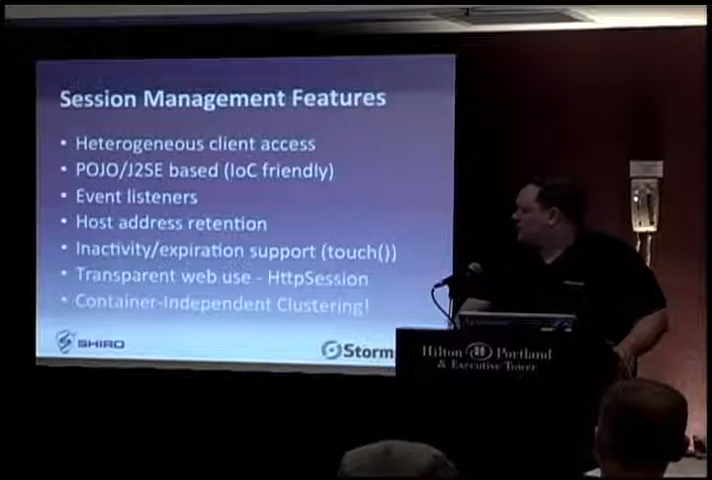 Session Management Features
• Heterogeneous client access
• POJO/J2SE based (IoC friendly)
• Event listeners
• Host address retention
• Inactivity/expiration support (touch())
• Transparent web use - HttpSession
• Container-Independent Clustering!
SHIRO
Storm
Hilton Portland
& Executive Tower